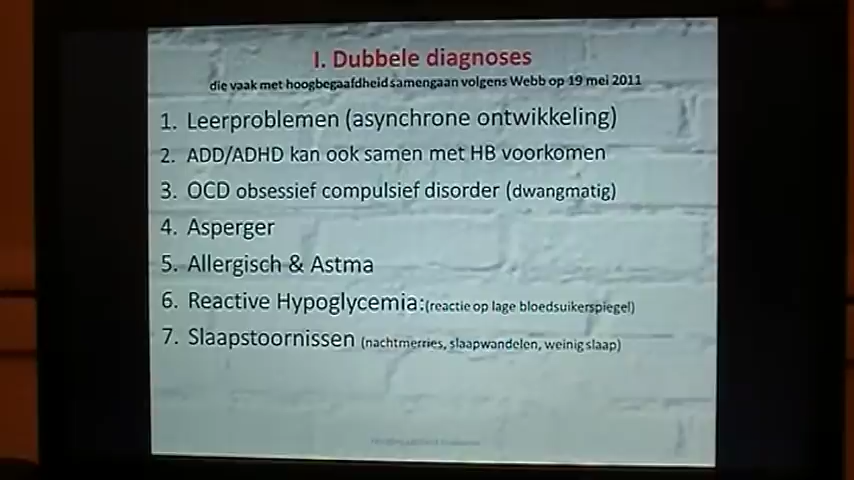 I. Dubbele diagnoses
die vaak met hoogbegaafdheid samengaan volgens Webb op 19 mei 2011
1. Leerproblemen (asynchrone ontwikkeling)
2. ADD/ADHD kan ook samen met HB voorkomen
3. OCD obsessief compulsief disorder (dwangmatig)
4. Asperger
5. Allergisch & Astma
6. Reactive Hypoglycemia:(reactie op lage bloedsuikerspiegel)
7. Slaapstoornissen (nachtmerries, slaapwandelen, weinig slaap)